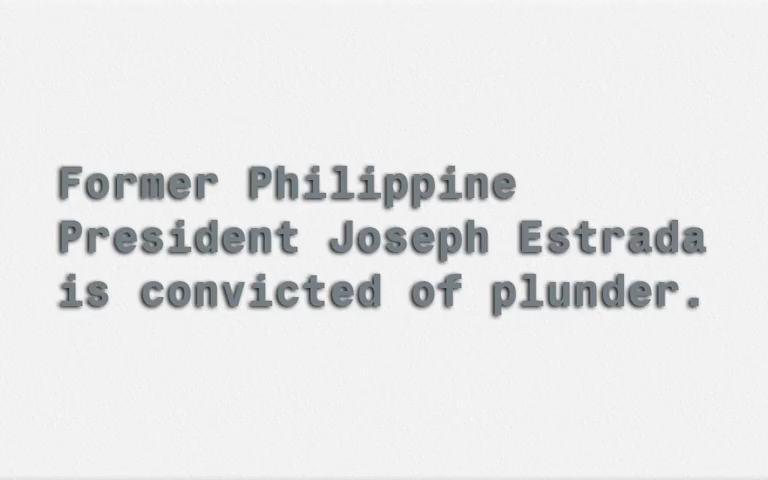 Former Philippine
President Joseph Estrada
is convicted of plunder.